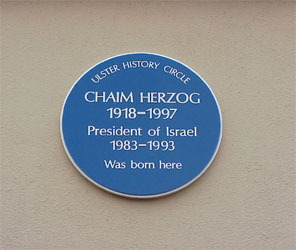 ULSTER HISTORY CIRCLE
CHAIM HERZOG
1918-1997
President of Israel
1983-1993
Was born here